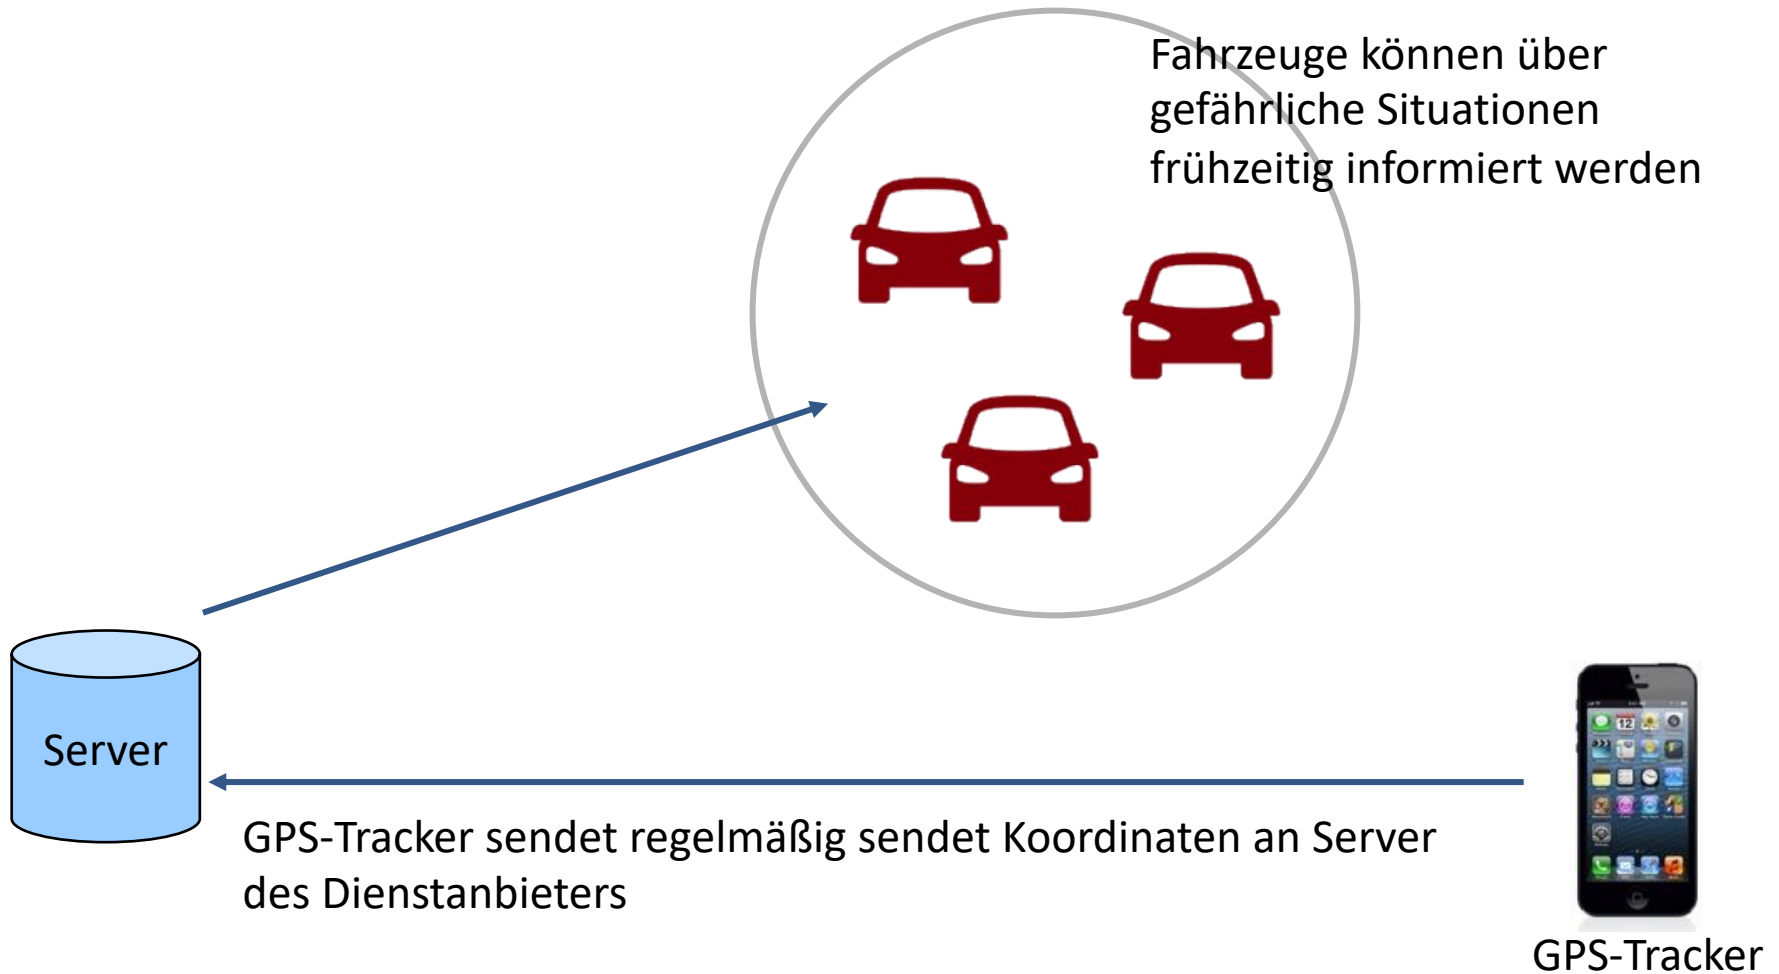 Fahrzeuge können über
gefährliche Situationen
frühzeitig informiert werden
Server
GPS-Tracker sendet regelmäßig sendet Koordinaten an Server
des Dienstanbieters
12
GPS-Tracker